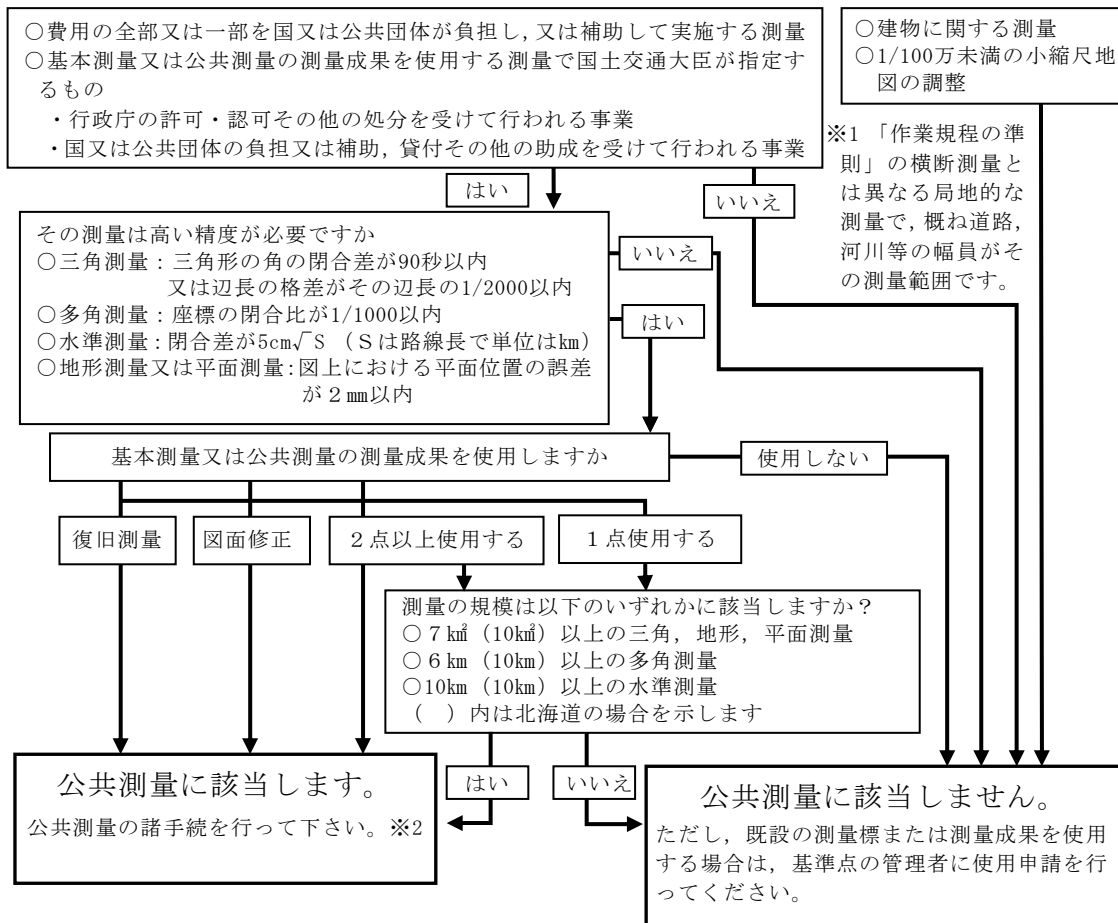 ○費用の全部又は一部を国又は公共団体が負担し，又は補助して実施する測量
○基本測量又は公共測量の測量成果を使用する測量で国土交通大臣が指定す
るもの
・行政庁の許可・認可その他の処分を受けて行われる事業
・国又は公共団体の負担又は補助，貸付その他の助成を受けて行われる事業
○建物に関する測量
○1/100万未満の小縮尺地
図の調整
※1 「作業規程の準
則」の横断測量と
は異なる局地的な
測量で，概ね道路，
河川等の幅員がそ
の測量範囲です。
はい
いいえ
その測量は高い精度が必要ですか
○三角測量：三角形の角の閉合差が90秒以内
又は辺長の格差がその辺長の1/2000以内
○多角測量：座標の閉合比が1/1000以内
○水準測量：閉合差が5cm√S （Sは路線長で単位は㎞）
○地形測量又は平面測量：図上における平面位置の誤差
が２㎜以内
いいえ
はい
基本測量又は公共測量の測量成果を使用しますか
使用しない
復旧測量
図面修正
２点以上使用する
１点使用する
測量の規模は以下のいずれかに該当しますか？
○７㎢（10㎢）以上の三角，地形，平面測量
○６㎞（10㎞）以上の多角測量
○10㎞（10㎞）以上の水準測量
（ ）内は北海道の場合を示します
はい
いいえ
公共測量に該当します。
公共測量の諸手続を行って下さい。※2
公共測量に該当しません。
ただし，既設の測量標または測量成果を使用
する場合は，基準点の管理者に使用申請を行
ってください。